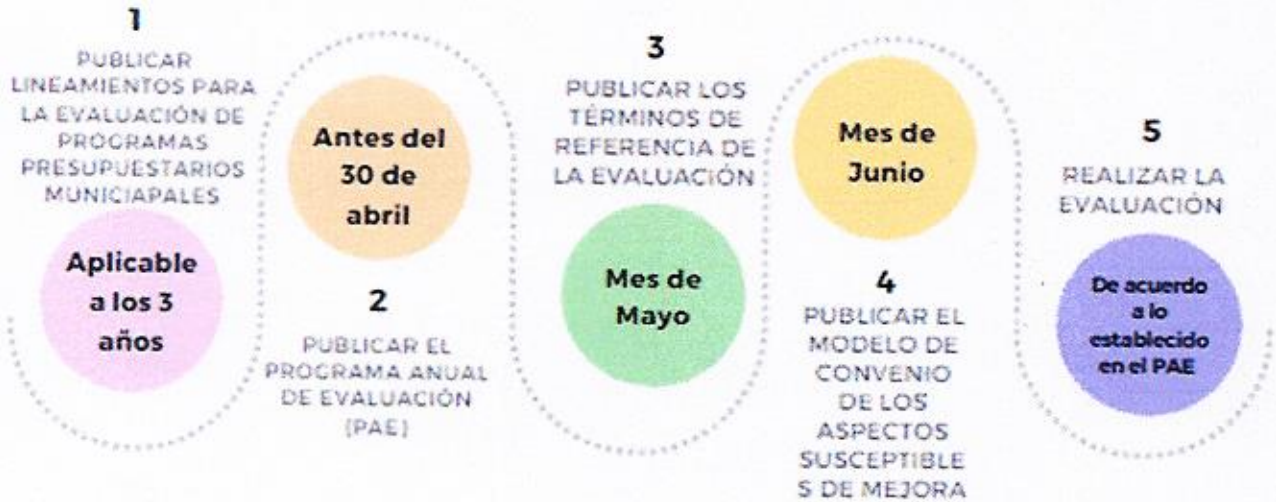 1
PUBLICAR
LINEAMIENTOS PARA
LA EVALUACIÓN DE
PROGRAMAS
PRESUPUESTARIOS
MUNICIAPALES
Aplicable
a los 3
años
Antes del
30 de
abril
2
PUBLICAR EL
PROGRAMA ANUAL
DE EVALUACIÓN
(PAE)
3
PUBLICAR LOS
TÉRMINOS DE
REFERENCIA DE
LA EVALUACIÓN
Mes de
Mayo
Mes de
Junio
4
PUBLICAR EL
MODELO DE
CONVENIO
DE LOS
ASPECTOS
SUSCEPTIBLE
S DE MEJORA
5
REALIZAR LA
EVALUACIÓN
De acuerdo
a lo
establecido
en el PAE